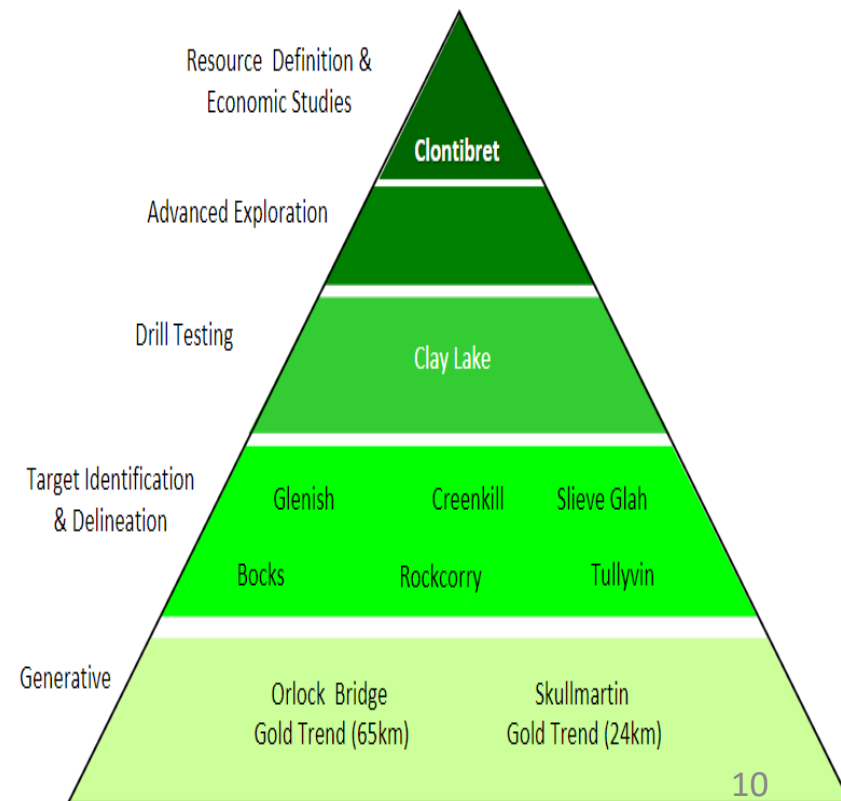 Resource Definition &
Economic Studies
Clontibret
Advanced Exploration
Drill Testing
Clay Lake
Target Identification
& Delineation
Glenish Creenkill Slieve Glah
Bocks Rockcorry Tullyvin
Generative
Orlock Bridge
Gold Trend (65km)
Skullmartin
Gold Trend (24km)
10